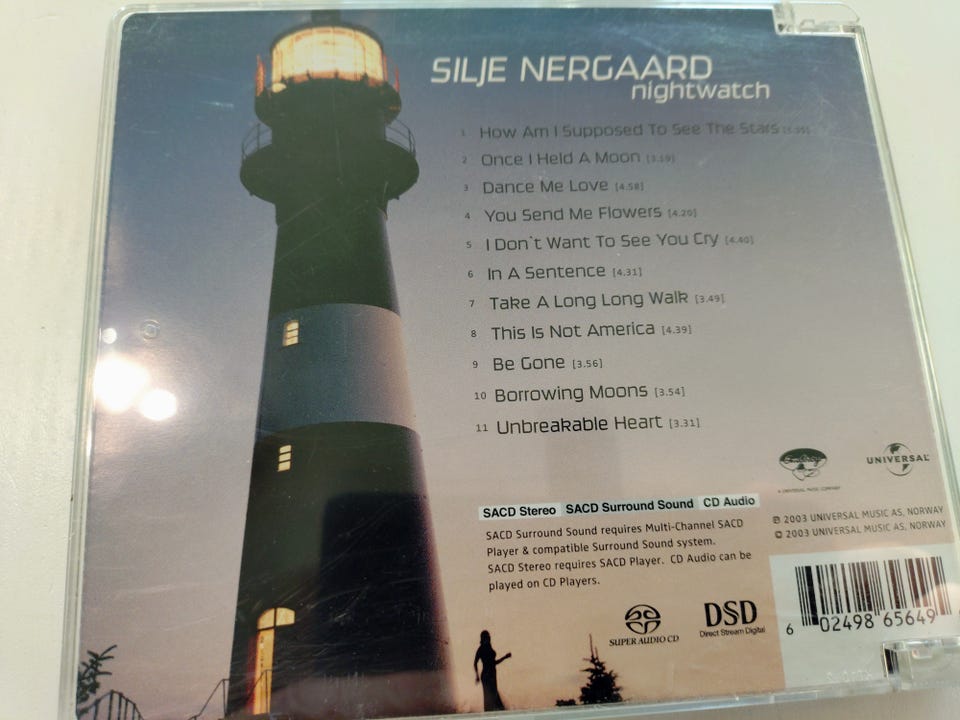 SILJE NERGAARD
nightwatch
1 How Am I Supposed To See The Stars
2 Once I Held A Moon [3.19]
3 Dance Me Love [4.58]
4 You Send Me Flowers [4.20]
5 I Don't Want To See You Cry [4.40]
6 In A Sentence [4.31]
7 Take A Long Long Walk [3.49]
8 This Is Not America [4.39]
9 Be Gone [3.56]
10 Borrowing Moons [3.54]
11 Unbreakable Heart [3.31]
EmArcy
A UNIVERSAL MUSIC COMPANY
UNIVERSAL
SACD Stereo SACD Surround Sound CD Audio
SACD Surround Sound requires Multi-Channel SACD
Player & compatible Surround Sound system.
SACD Stereo requires SACD Player. CD Audio can be
played on CD Players.
℗ 2003 UNIVERSAL MUSIC AS, NORWAY
© 2003 UNIVERSAL MUSIC AS, NORWAY
SUPER AUDIO CD
DSD
Direct Stream Digital
6 02498 65649